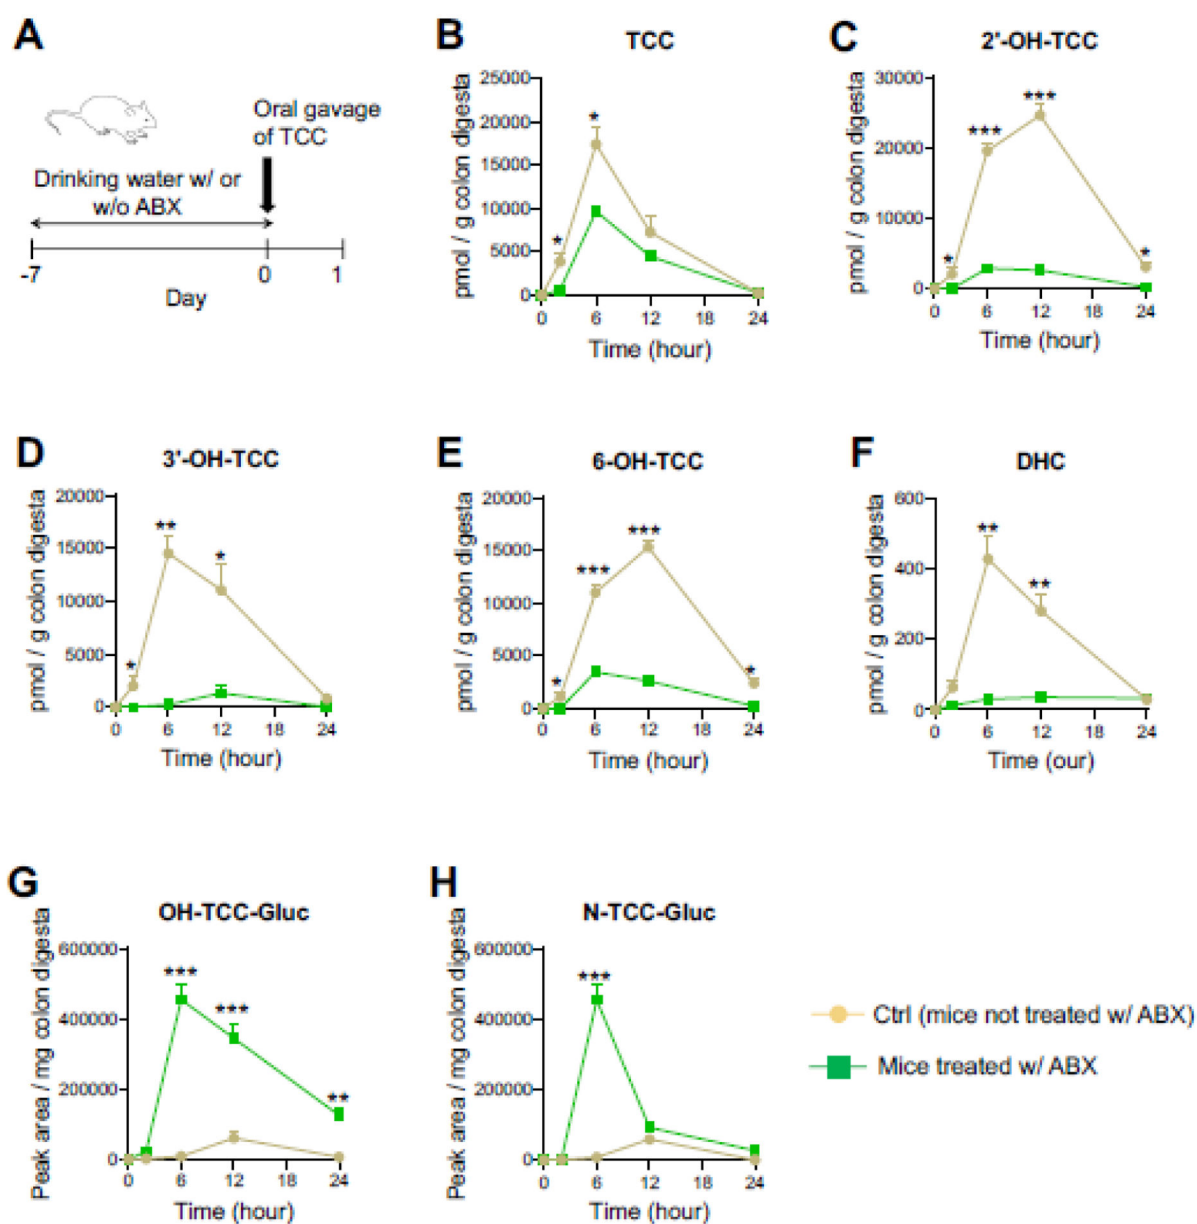 A
Oral gavage
of TCC
Drinking water w/ or
w/o ABX
-7
0
1
Day
B
TCC
pmol / g colon digesta
25000
20000
15000
10000
5000
0
0 6 12 18 24
Time (hour)
*
*
C
2'-OH-TCC
pmol / g colon digesta
30000
20000
10000
0
0 6 12 18 24
Time (hour)
*
***
***
*
D
3'-OH-TCC
pmol / g colon digesta
20000
15000
10000
5000
0
0 6 12 18 24
Time (hour)
*
**
*
E
6-OH-TCC
pmol / g colon digesta
20000
15000
10000
5000
0
0 6 12 18 24
Time (hour)
*
***
***
*
F
DHC
pmol / g colon digesta
600
400
200
0
0 6 12 18 24
Time (our)
**
**
G
OH-TCC-Gluc
Peak area / mg colon digesta
600000
400000
200000
0
0 6 12 18 24
Time (hour)
***
***
**
H
N-TCC-Gluc
Peak area / mg colon digesta
600000
400000
200000
0
0 6 12 18 24
Time (hour)
***
Ctrl (mice not treated w/ ABX)
Mice treated w/ ABX